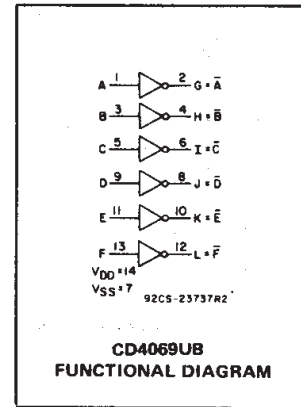 A 1 2 G = A̅
B 3 4 H = B̅
C 5 6 I = C̅
D 9 8 J = D̅
E 11 10 K = E̅
F 13 12 L = F̅
VDD = 14
VSS = 7
92CS-23737R2
CD4069UB
FUNCTIONAL DIAGRAM